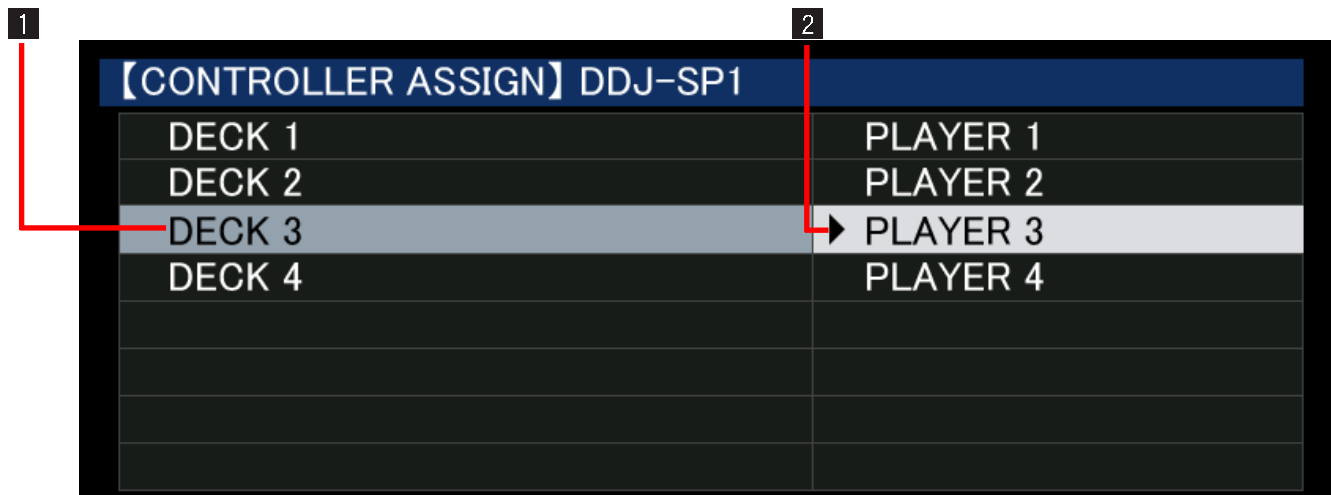 1 2
【CONTROLLER ASSIGN】 DDJ-SP1
DECK 1 PLAYER 1
DECK 2 PLAYER 2
DECK 3 PLAYER 3
DECK 4 PLAYER 4